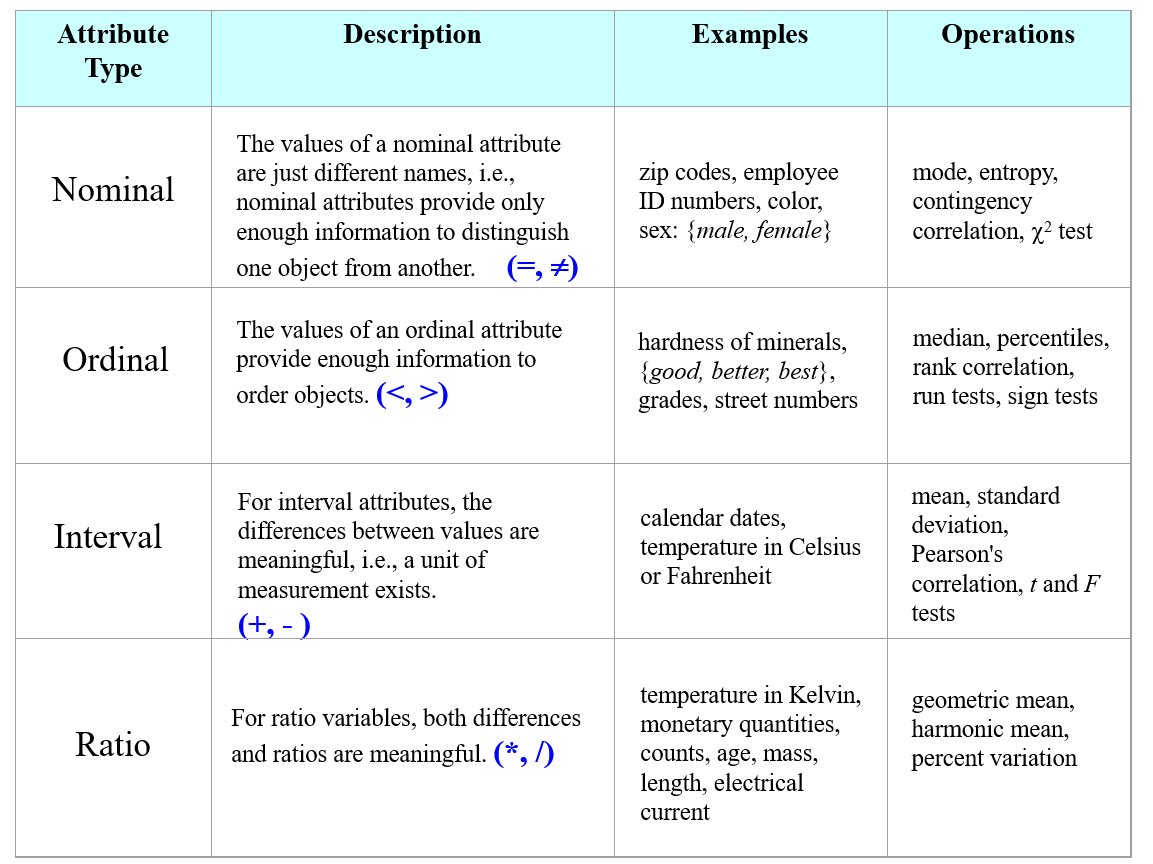 Attribute
Type
Description
Examples
Operations
Nominal
The values of a nominal attribute
are just different names, i.e.,
nominal attributes provide only
enough information to distinguish
one object from another. (=, ≠)
zip codes, employee
ID numbers, color,
sex: {male, female}
mode, entropy,
contingency
correlation, χ² test
Ordinal
The values of an ordinal attribute
provide enough information to
order objects. (<, >)
hardness of minerals,
{good, better, best},
grades, street numbers
median, percentiles,
rank correlation,
run tests, sign tests
Interval
For interval attributes, the
differences between values are
meaningful, i.e., a unit of
measurement exists.
(+, - )
calendar dates,
temperature in Celsius
or Fahrenheit
mean, standard
deviation,
Pearson's
correlation, t and F
tests
Ratio
For ratio variables, both differences
and ratios are meaningful. (*, /)
temperature in Kelvin,
monetary quantities,
counts, age, mass,
length, electrical
current
geometric mean,
harmonic mean,
percent variation